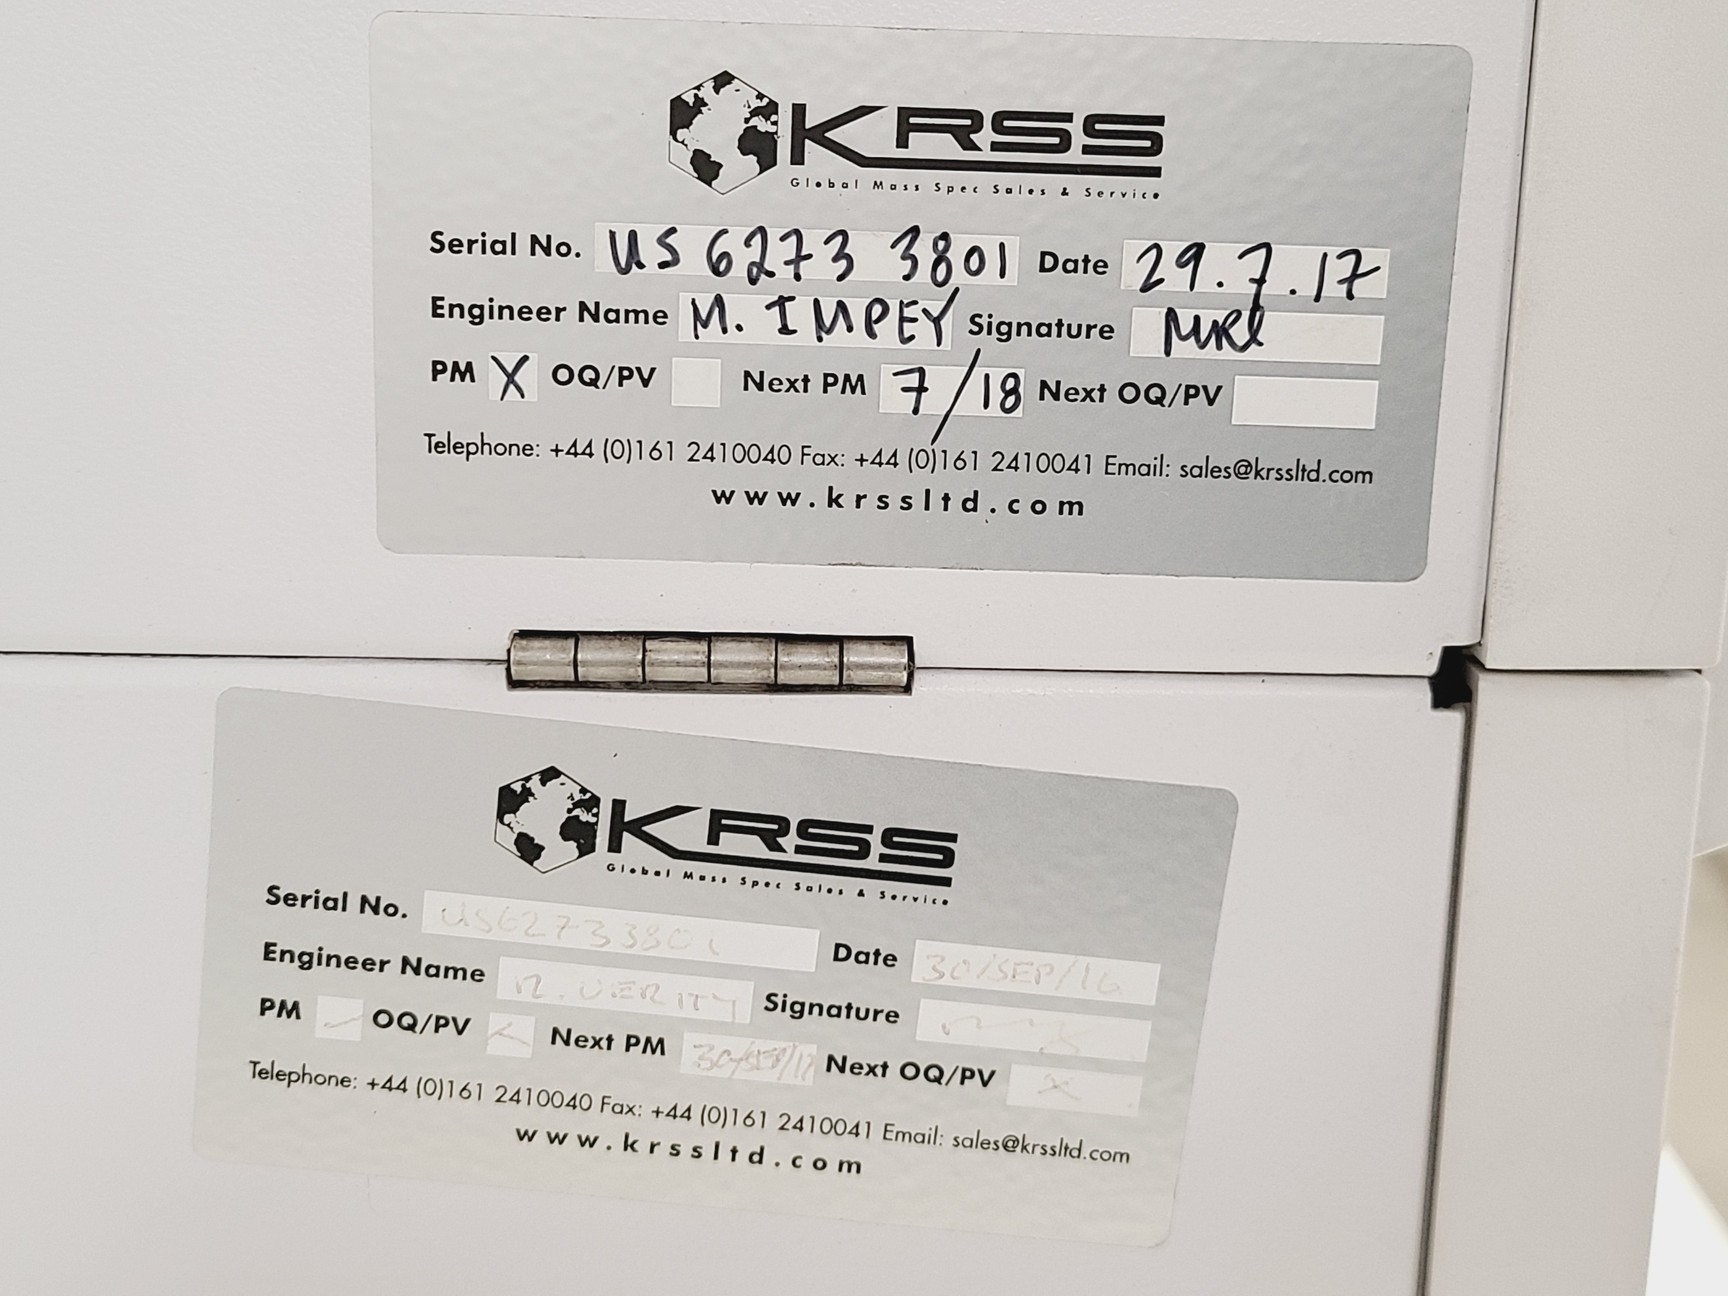 KRSS
Global Mass Spec Sales & Service
Serial No. US 6273 3801 Date 29.7.17
Engineer Name M. IMPEY Signature
PM X OQ/PV Next PM 7/18 Next OQ/PV
Telephone: +44 (0)161 2410040 Fax: +44 (0)161 2410041 Email: sales@krssltd.com
www.krssltd.com
KRSS
Global Mass Spec Sales & Service
Serial No. US62733801 Date 30/SEP/16
Engineer Name VERITY Signature
PM OQ/PV Next PM 30/SEP/17 Next OQ/PV X
Telephone: +44 (0)161 2410040 Fax: +44 (0)161 2410041 Email: sales@krssltd.com
www.krssltd.com